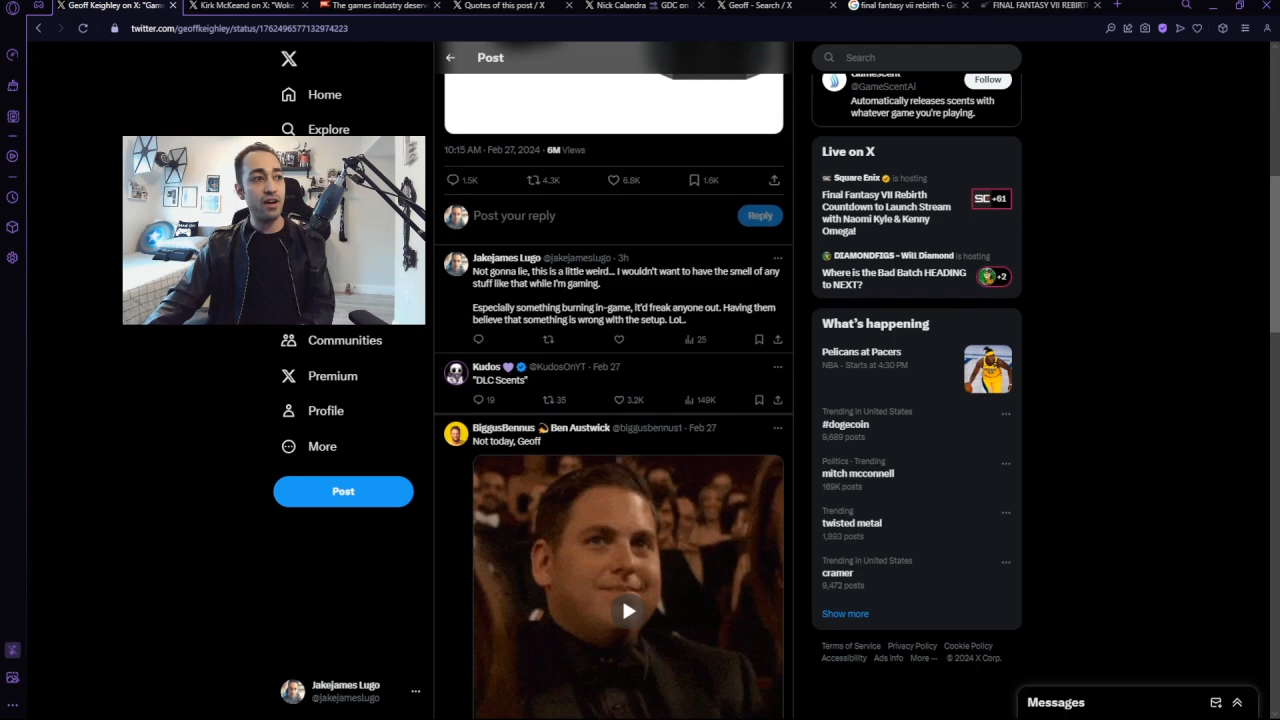 Geoff Keighley on X: "Gam
Kirk McKeand on X: "Woke
The games industry deserv
Quotes of this post / X
Nick Calandra
GDC on
Geoff - Search / X
final fantasy vii rebirth - Go
FINAL FANTASY VII REBIRT
twitter.com/geoffkeighley/status/1762496577132974223
Home
Explore
Communities
Premium
Profile
More
Post
Jakejames Lugo
@jakejameslugo
Post
10:15 AM · Feb 27, 2024 · 6M Views
1.5K 4.3K 6.8K 1.6K
Post your reply
Reply
Jakejames Lugo @jakejameslugo · 3h
Not gonna lie, this is a little weird... I wouldn't want to have the smell of any
stuff like that while I'm gaming.
Especially something burning in-game, it'd freak anyone out. Having them
believe that something is wrong with the setup. LoL.
25
Kudos @KudosOnYT · Feb 27
"DLC Scents"
19 35 3.2K 149K
BiggusBennus Ben Austwick @biggusbennus1 · Feb 27
Not today, Geoff
Search
GameScent
@GameScentAi
Follow
Automatically releases scents with
whatever game you're playing.
Live on X
Square Enix is hosting
Final Fantasy VII Rebirth
Countdown to Launch Stream
with Naomi Kyle & Kenny
Omega!
SC +61
DIAMONDFIGS - Will Diamond is hosting
Where is the Bad Batch HEADING
to NEXT?
+2
What's happening
Pelicans at Pacers
NBA · Starts at 4:30 PM
Trending in United States
#dogecoin
9,689 posts
Politics · Trending
mitch mcconnell
169K posts
Trending
twisted metal
1,893 posts
Trending in United States
cramer
9,472 posts
Show more
Terms of Service Privacy Policy Cookie Policy
Accessibility Ads info More ··· © 2024 X Corp.
Messages